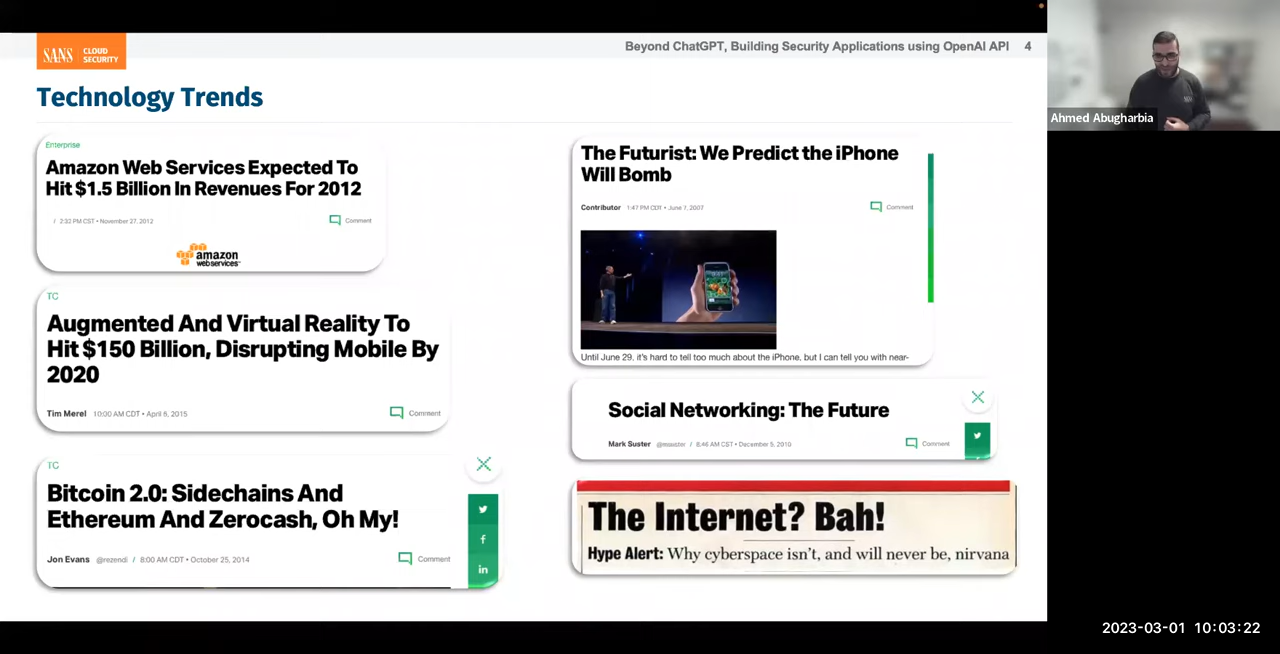 SANS | CLOUD
SECURITY
Beyond ChatGPT, Building Security Applications using OpenAI API 4
Technology Trends
Enterprise
Amazon Web Services Expected To
Hit $1.5 Billion In Revenues For 2012
/ 2:32 PM CST • November 27, 2012
Comment
amazon
webservices™
TC
Augmented And Virtual Reality To
Hit $150 Billion, Disrupting Mobile By
2020
Tim Merel 10:00 AM CDT • April 6, 2015
Comment
TC
Bitcoin 2.0: Sidechains And
Ethereum And Zerocash, Oh My!
Jon Evans @rezendi / 8:00 AM CDT • October 25, 2014
Comment
The Futurist: We Predict the iPhone
Will Bomb
Contributor 1:47 PM CDT • June 7, 2007
Comment
Until June 29, it's hard to tell too much about the iPhone, but I can tell you with near-
Social Networking: The Future
Mark Suster @msuster / 8:46 AM CST • December 5, 2010
Comment
The Internet? Bah!
Hype Alert: Why cyberspace isn't, and will never be, nirvana
Ahmed Abugharbia
2023-03-01 10:03:22